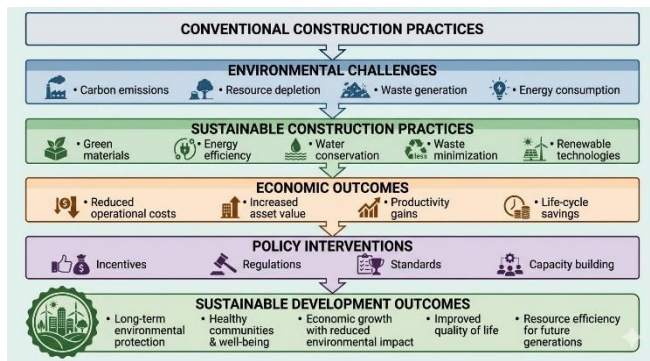 CONVENTIONAL CONSTRUCTION PRACTICES
ENVIRONMENTAL CHALLENGES
• Carbon emissions • Resource depletion • Waste generation • Energy consumption
SUSTAINABLE CONSTRUCTION PRACTICES
• Green materials
• Energy efficiency
• Water conservation
less
• Waste minimization
• Renewable technologies
ECONOMIC OUTCOMES
• Reduced operational costs
• Increased asset value
• Productivity gains
• Life-cycle savings
POLICY INTERVENTIONS
• Incentives • Regulations • Standards • Capacity building
SUSTAINABLE DEVELOPMENT OUTCOMES
• Long-term environmental protection
• Healthy communities & well-being
• Economic growth with reduced environmental impact
• Improved quality of life
• Resource efficiency for future generations